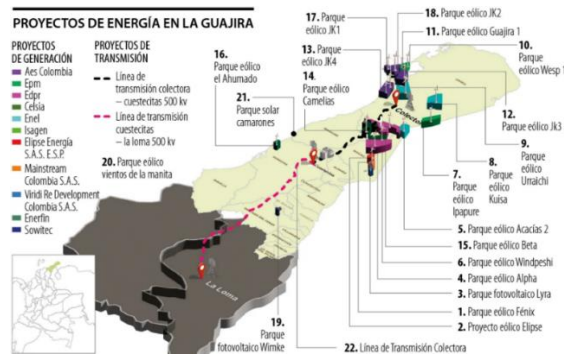 PROYECTOS DE ENERGÍA EN LA GUAJIRA
PROYECTOS
DE GENERACIÓN
Aes Colombia
Epm
Edpr
Celsia
Enel
Isagen
Elipse Energía
S.A.S. E.S.P.
Mainstream
Colombia S.A.S.
Viridi Re Development
Colombia S.A.S.
Enerfin
Sowitec
PROYECTOS DE
TRANSMISIÓN
Línea de
transmisión colectora
– cuestecitas 500 kv
Línea de transmisión
cuestecitas
– la loma 500 kv
20. Parque eólico
vientos de la manita
16.
Parque eólico
el Ahumado
21.
Parque solar
camarones
17. Parque
eólico JK1
13. Parque
eólico JK4
14.
Parque eólico
Camelias
18. Parque eólico JK2
11. Parque
eólico Guajira 1
10.
Parque
eólico Wesp 1
12.
Parque eólico Jk3
9.
Parque
eólico
Urraichi
8.
Parque
eólico
Kuisa
7.
Parque
eólico
Ipapure
5. Parque eólico Acacías 2
15. Parque eólico Beta
6. Parque eólico Windpeshi
4. Parque eólico Alpha
3. Parque fotovoltaico Lyra
1. Parque eólico Fénix
2. Proyecto eólico Elipse
22. Línea de Transmisión Colectora
19.
Parque
fotovoltaico Wimke
Colectora
La Loma